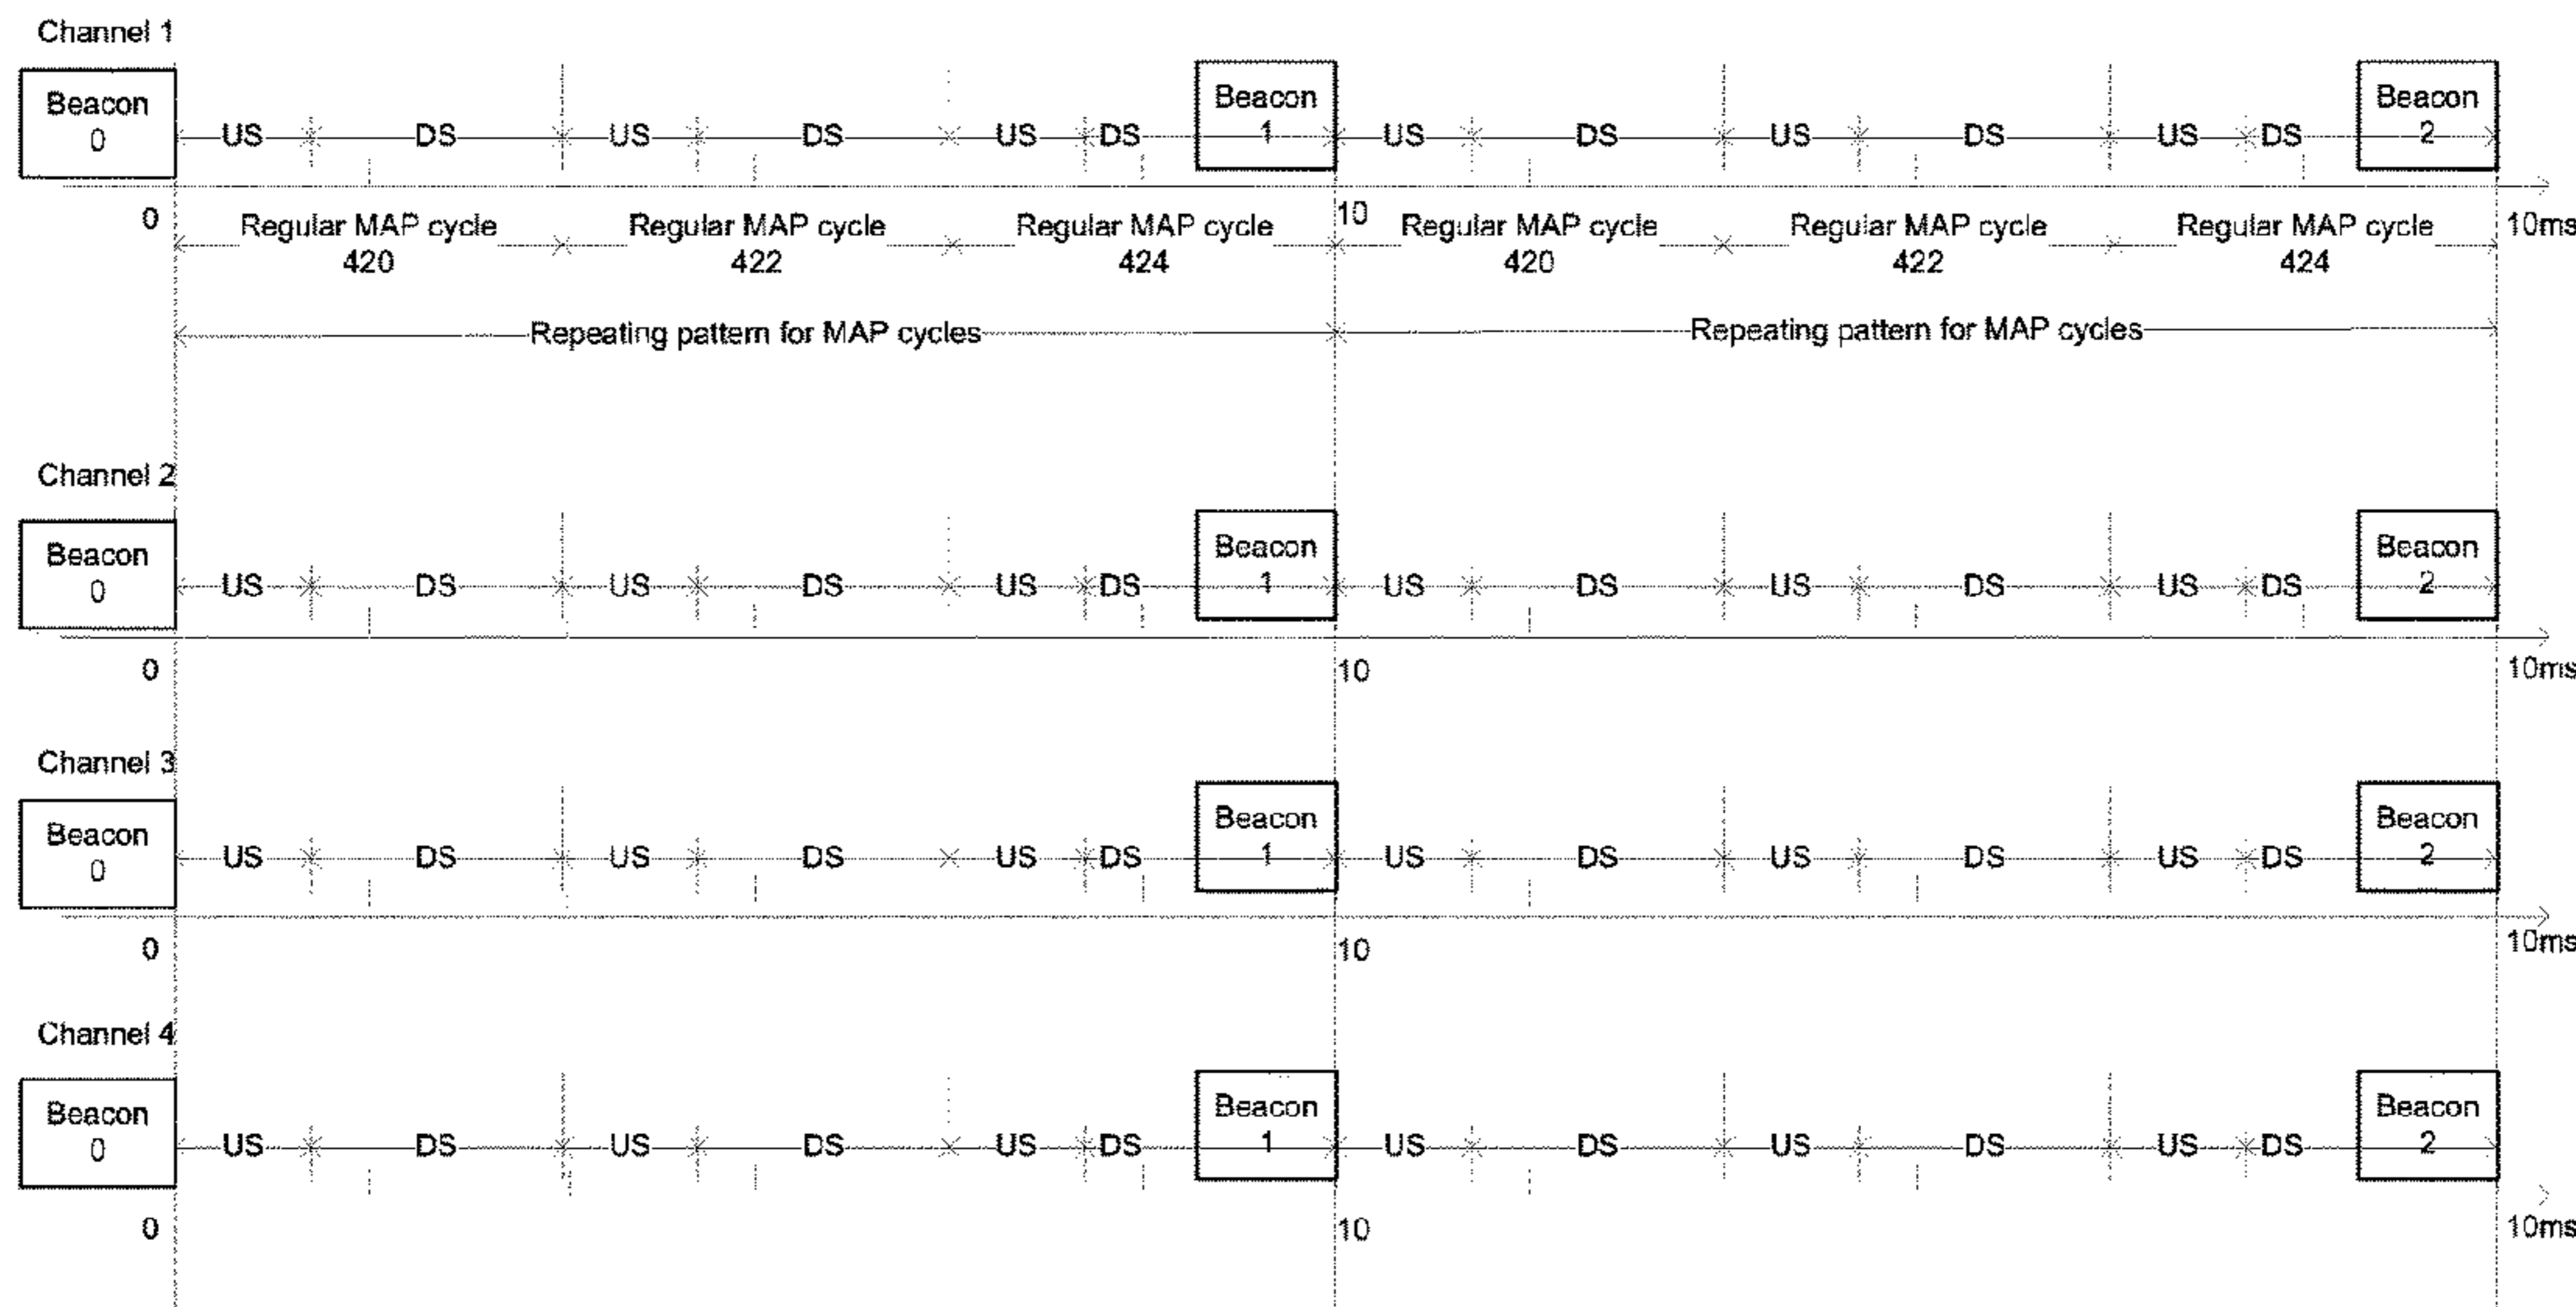 Channel 1
Beacon 0 US DS US DS US DS Beacon 1 US DS US DS US DS Beacon 2
0 10 10ms
Regular MAP cycle 420 Regular MAP cycle 422 Regular MAP cycle 424 Regular MAP cycle 420 Regular MAP cycle 422 Regular MAP cycle 424
Repeating pattern for MAP cycles Repeating pattern for MAP cycles
Channel 2
Beacon 0 US DS US DS US DS Beacon 1 US DS US DS US DS Beacon 2
0 10 10ms
Channel 3
Beacon 0 US DS US DS US DS Beacon 1 US DS US DS US DS Beacon 2
0 10 10ms
Channel 4
Beacon 0 US DS US DS US DS Beacon 1 US DS US DS US DS Beacon 2
0 10 10ms